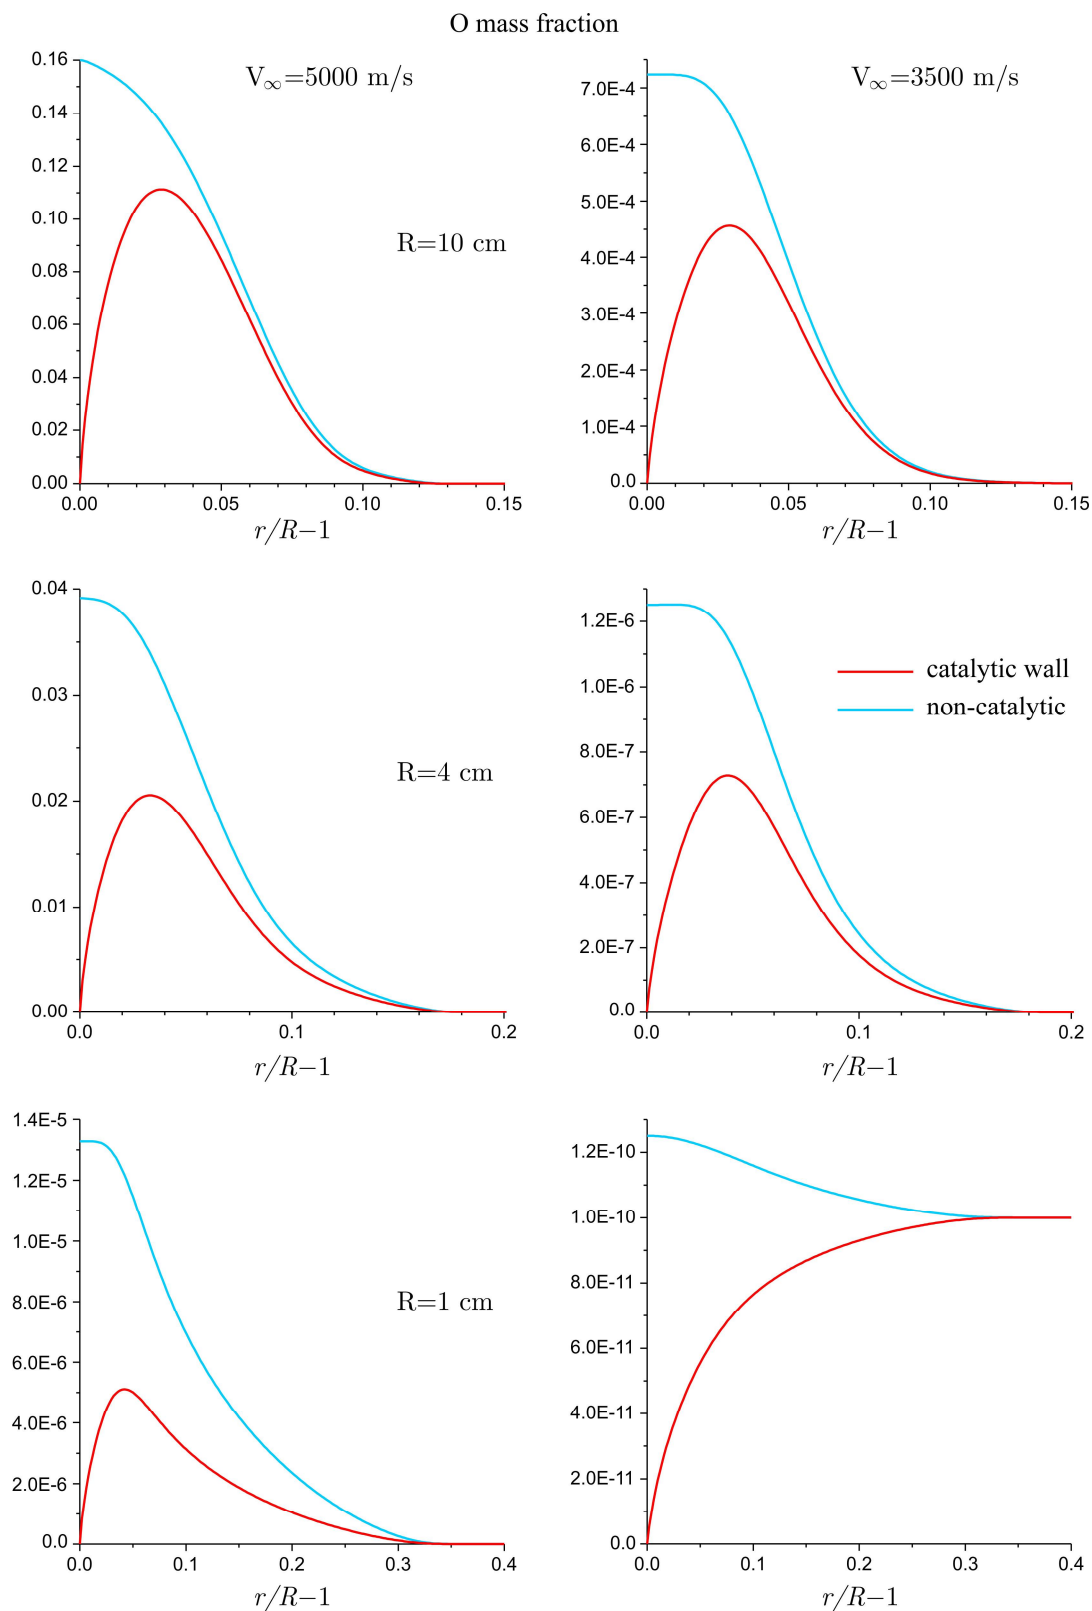 O mass fraction
V∞=5000 m/s
0.16
0.14
0.12
0.10
0.08
0.06
0.04
0.02
0.00
R=10 cm
0.00 0.05 0.10 0.15
r/R−1
V∞=3500 m/s
7.0E-4
6.0E-4
5.0E-4
4.0E-4
3.0E-4
2.0E-4
1.0E-4
0.0
0.00 0.05 0.10 0.15
r/R−1
0.04
0.03
0.02
0.01
0.00
R=4 cm
0.0 0.1 0.2
r/R−1
1.2E-6
1.0E-6
8.0E-7
6.0E-7
4.0E-7
2.0E-7
0.0
catalytic wall
non-catalytic
0.0 0.1 0.2
r/R−1
1.4E-5
1.2E-5
1.0E-5
8.0E-6
6.0E-6
4.0E-6
2.0E-6
0.0
R=1 cm
0.0 0.1 0.2 0.3 0.4
r/R−1
1.2E-10
1.0E-10
8.0E-11
6.0E-11
4.0E-11
2.0E-11
0.0
0.0 0.1 0.2 0.3 0.4
r/R−1